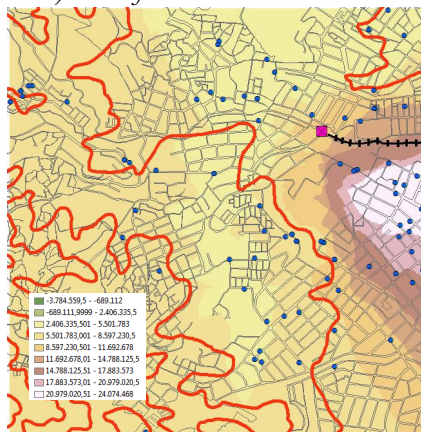 -3.784.559,5 - -689.112
-689.111,9999 - 2.406.335,5
2.406.335,501 - 5.501.783
5.501.783,001 - 8.597.230,5
8.597.230,501 - 11.692.678
11.692.678,01 - 14.788.125,5
14.788.125,51 - 17.883.573
17.883.573,01 - 20.979.020,5
20.979.020,51 - 24.074.468